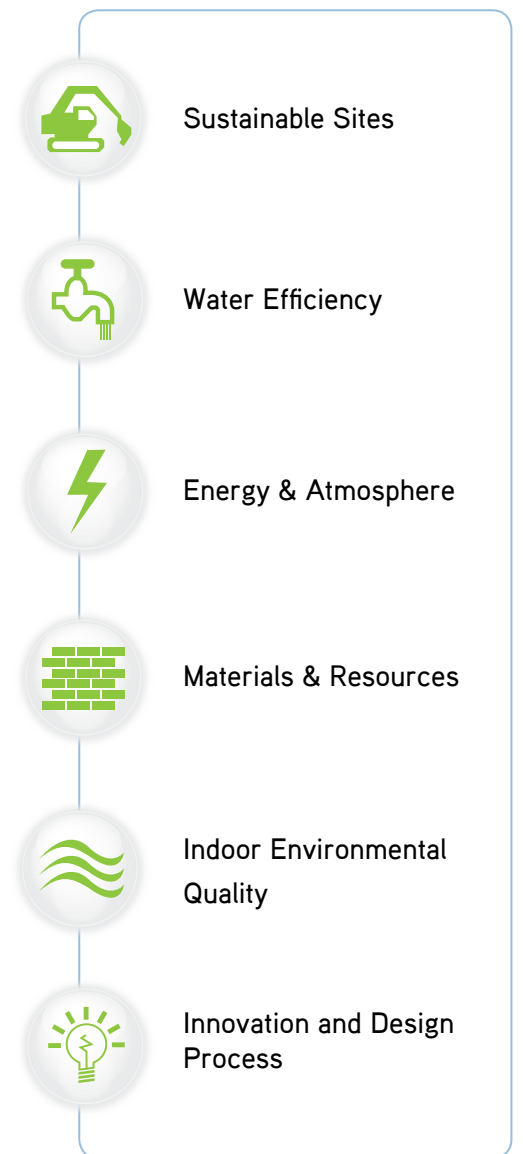 Sustainable Sites
Water Efficiency
Energy & Atmosphere
Materials & Resources
Indoor Environmental
Quality
Innovation and Design
Process